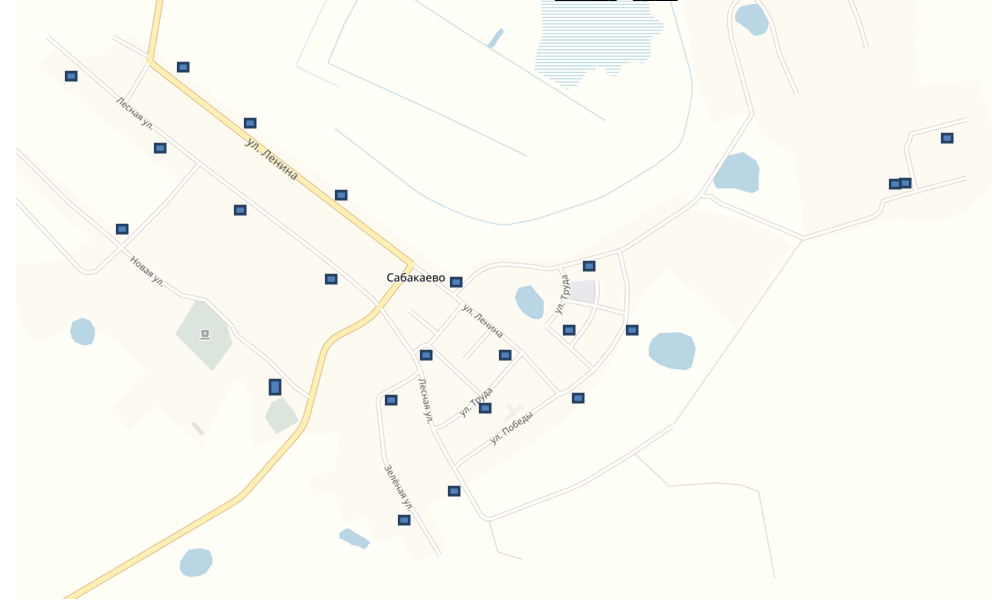 Лесная ул.
ул. Ленина
Новая ул.
Сабакаево
ул. Труда
ул. Ленина
Лесная ул.
ул. Труда
ул. Победы
Зелёная ул.